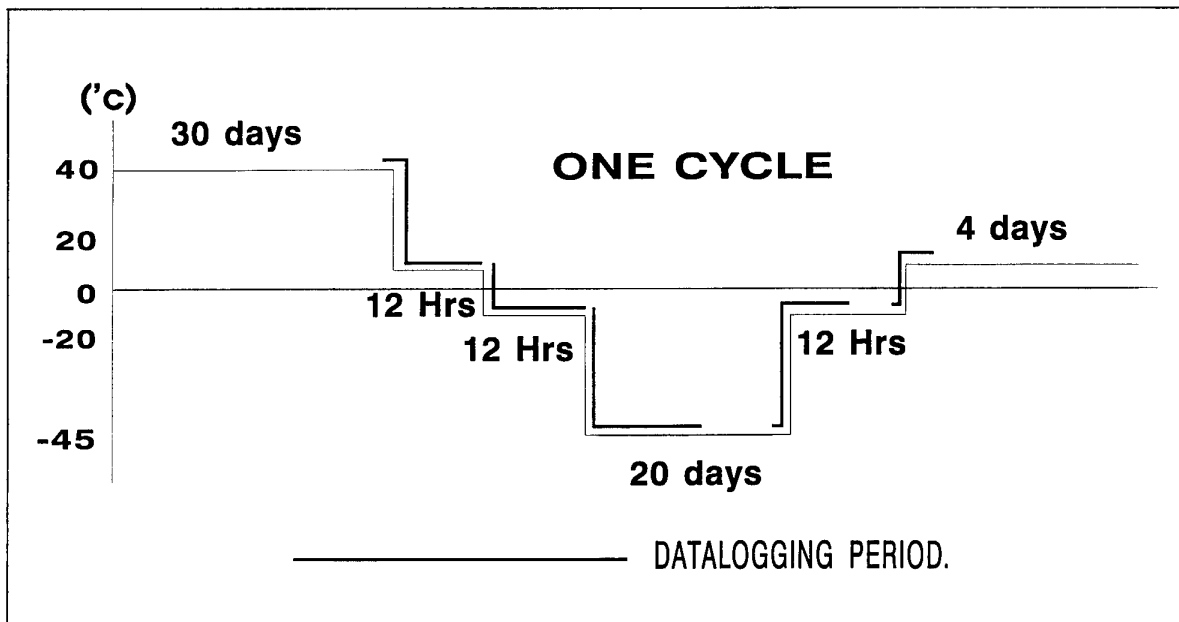 ('c)
30 days
40
ONE CYCLE
20
4 days
0
12 Hrs
-20
12 Hrs
12 Hrs
-45
20 days
DATALOGGING PERIOD.